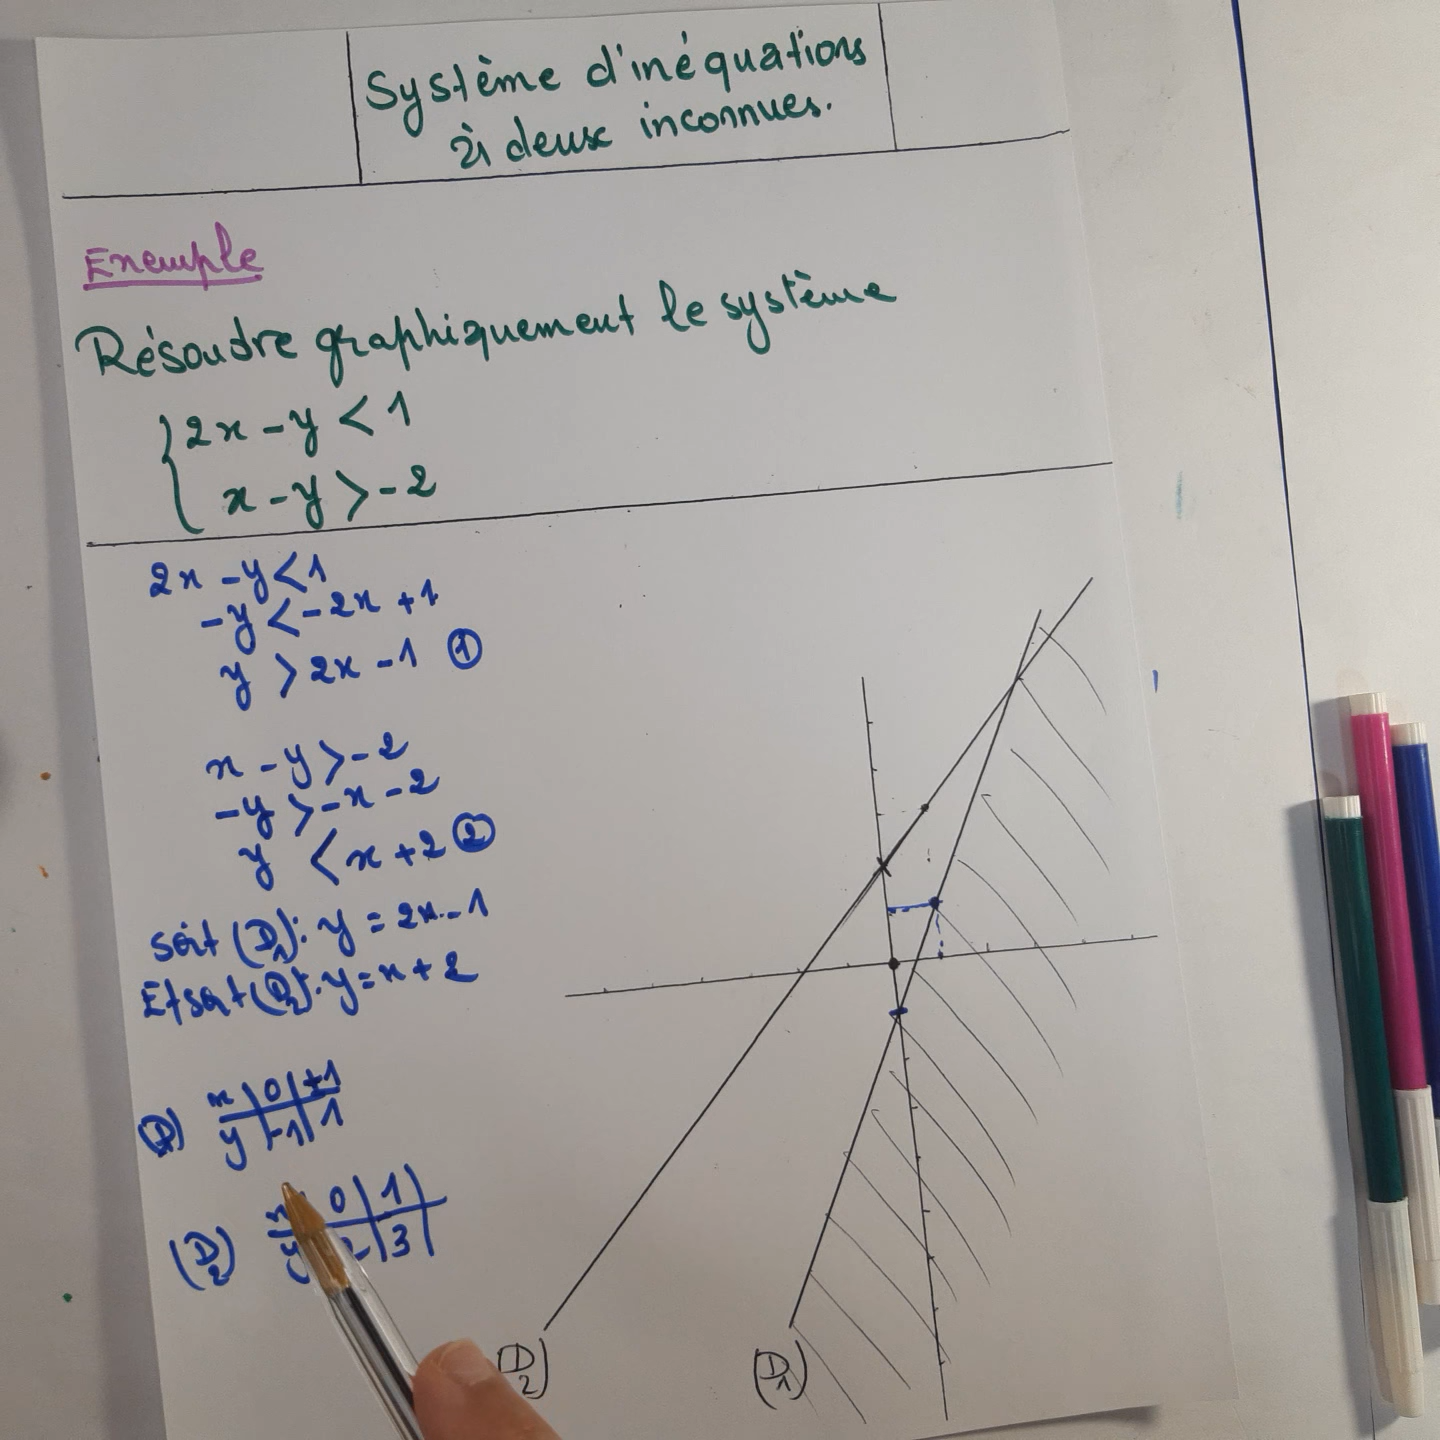 Système d'inéquations
à deux inconnues.
Exemple
Résoudre graphiquement le système
2x - y < 1
x - y > - 2
2x - y < 1
- y < - 2x + 1
y > 2x - 1 ①
x - y > - 2
- y > - x - 2
y < x + 2 ②
Soit (D1): y = 2x - 1
Et soit (D2): y = x + 2
x | 0 | +1
y | -1 | 1
0 | 1
(D2) y 3
(D2)
(D1)